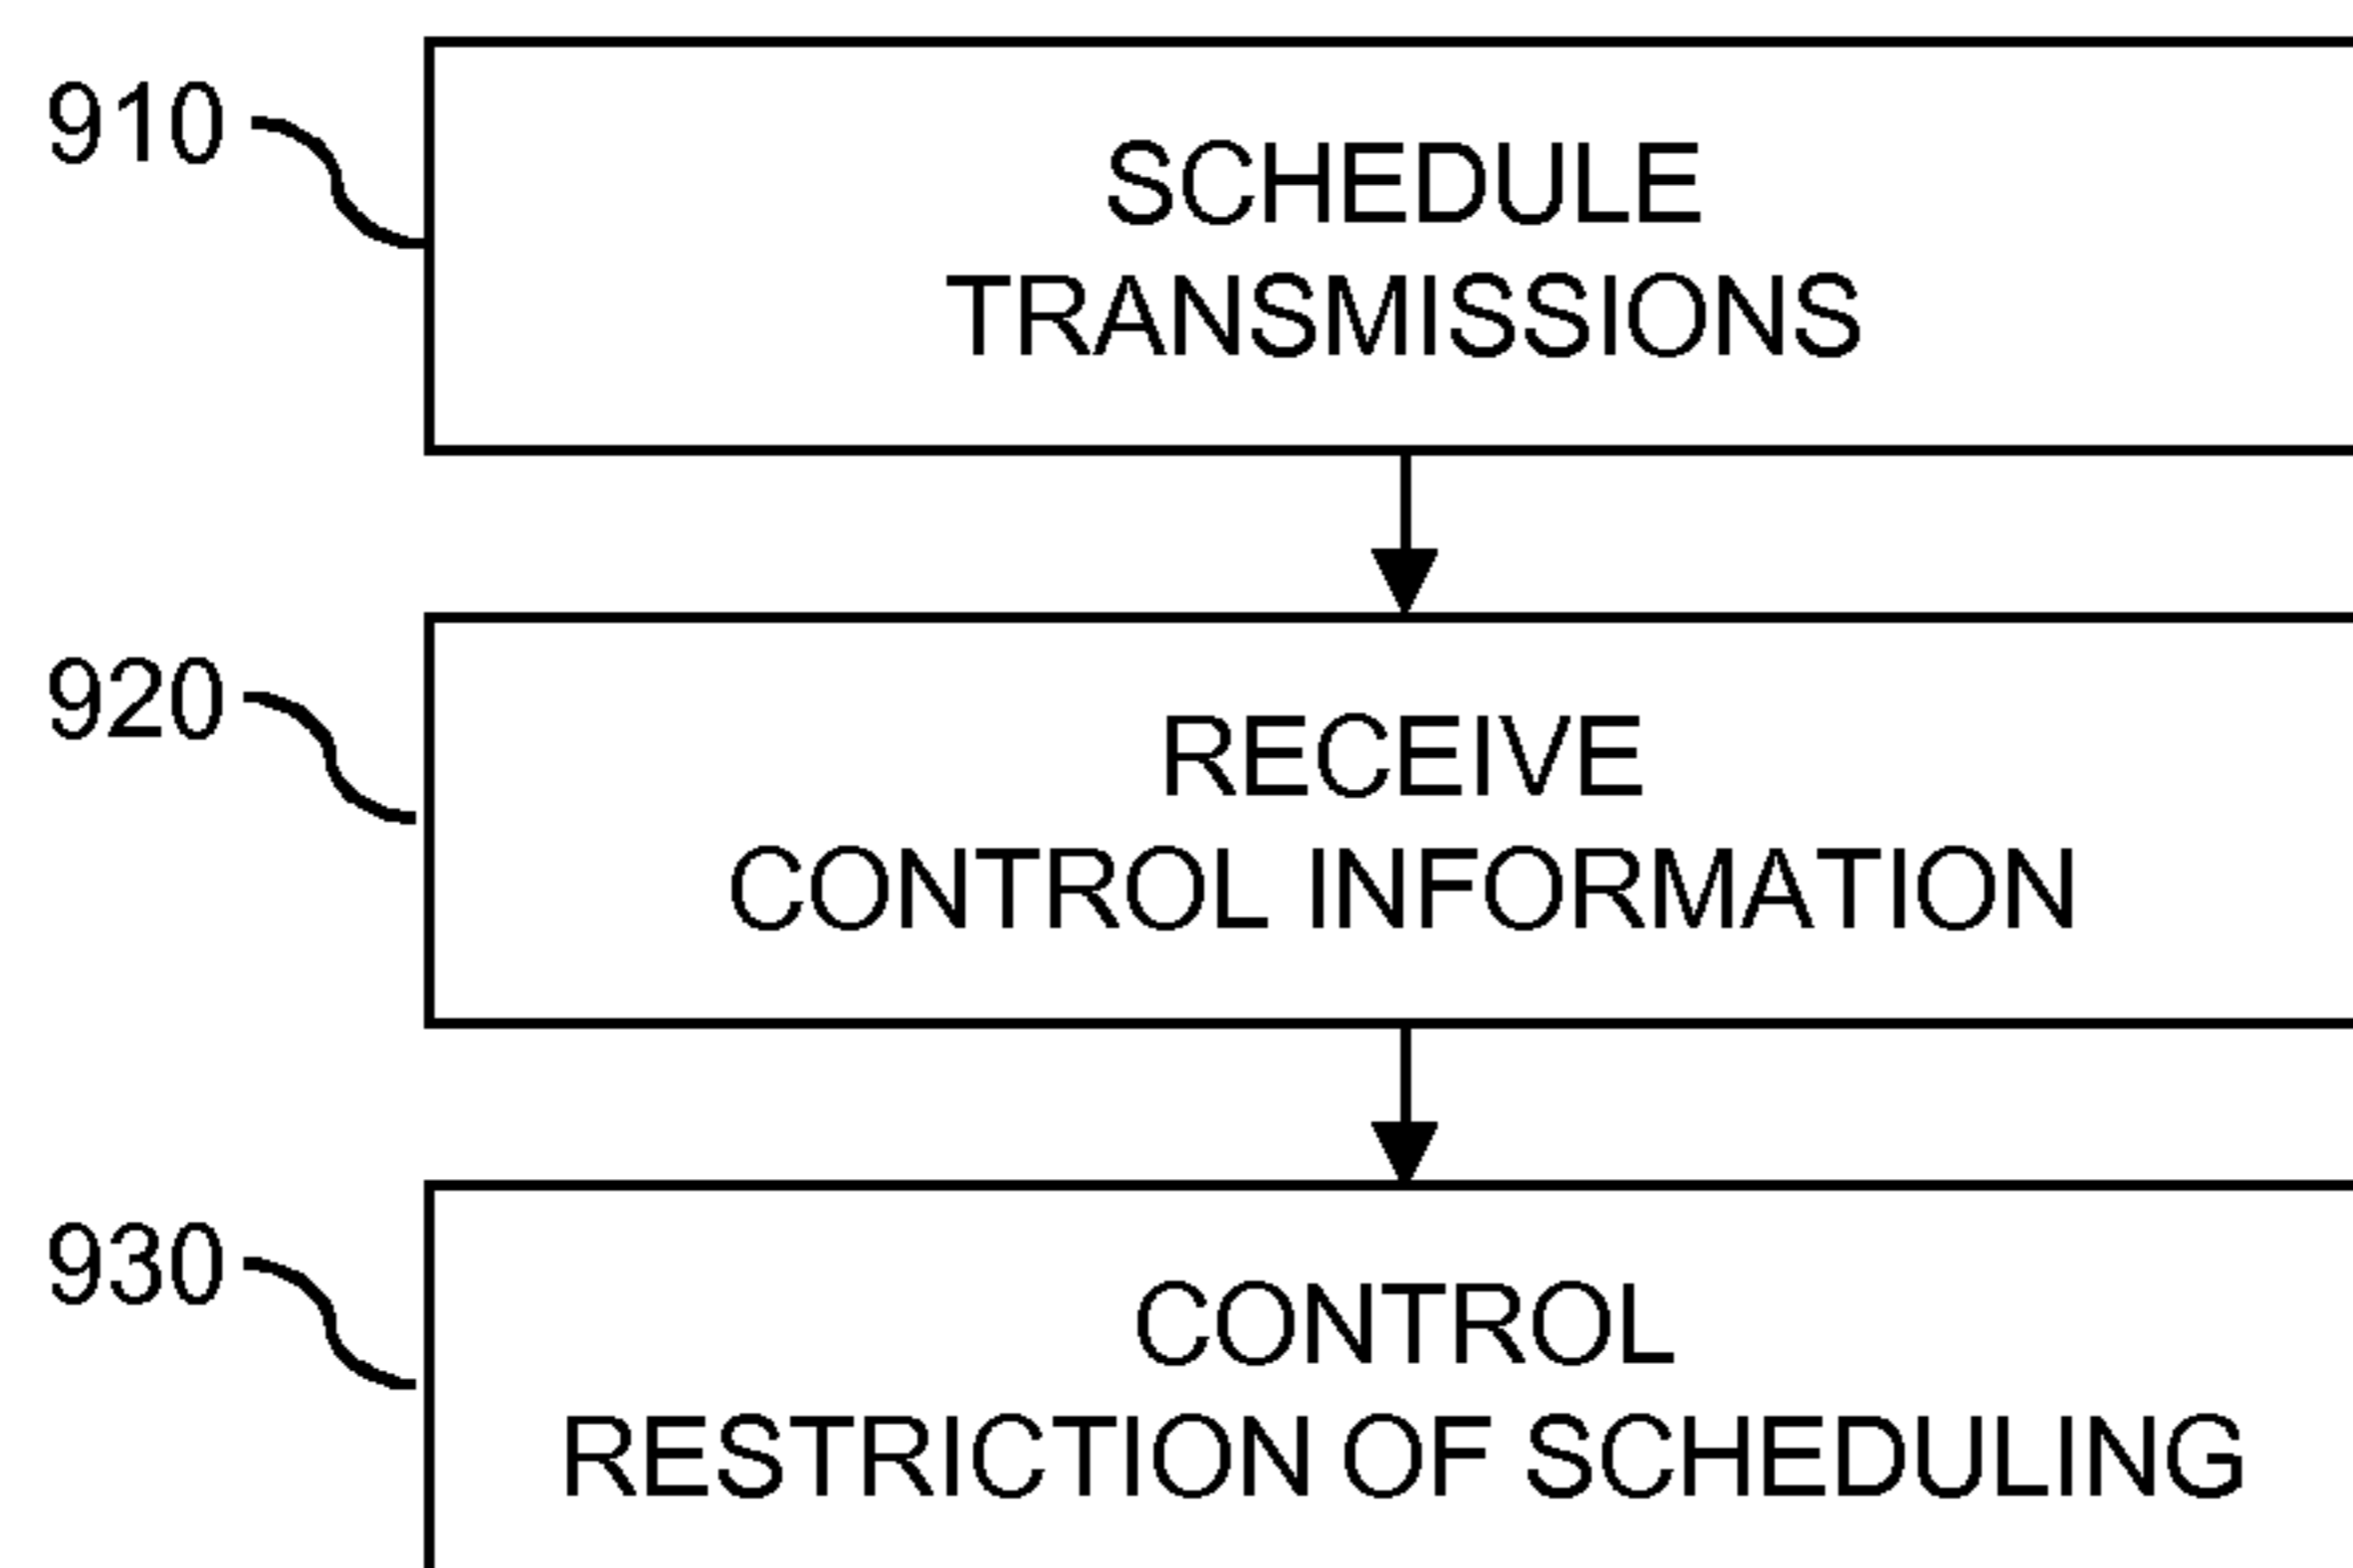 910
SCHEDULE
TRANSMISSIONS
920
RECEIVE
CONTROL INFORMATION
930
CONTROL
RESTRICTION OF SCHEDULING